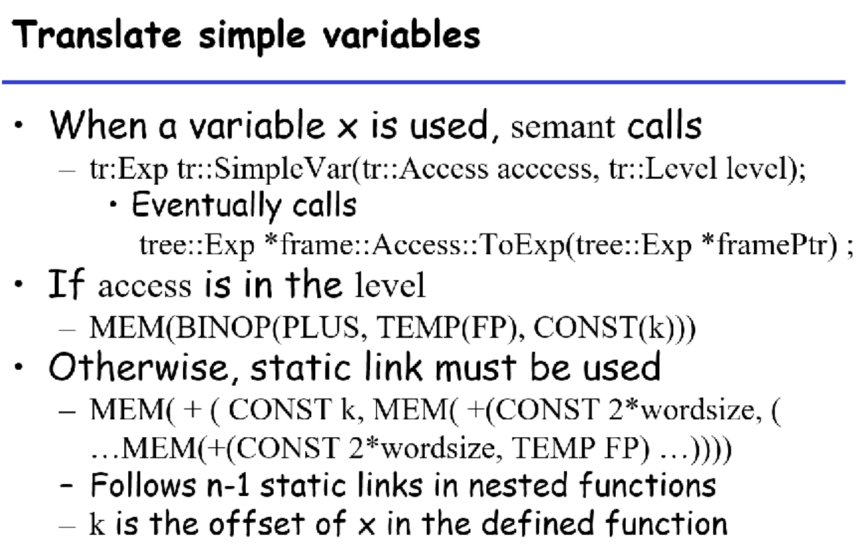 Translate simple variables
• When a variable x is used, semant calls
– tr:Exp tr::SimpleVar(tr::Access acccess, tr::Level level);
• Eventually calls
tree::Exp *frame::Access::ToExp(tree::Exp *framePtr) ;
• If access is in the level
– MEM(BINOP(PLUS, TEMP(FP), CONST(k)))
• Otherwise, static link must be used
– MEM( + ( CONST k, MEM( +(CONST 2*wordsize, (
…MEM(+(CONST 2*wordsize, TEMP FP) …))))
– Follows n-1 static links in nested functions
– k is the offset of x in the defined function